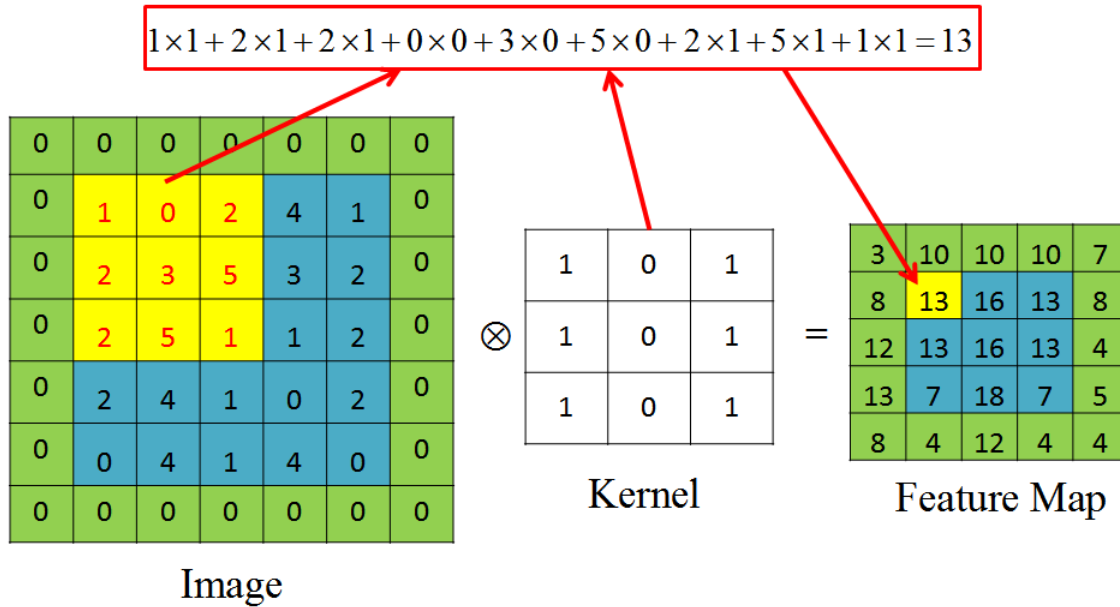 1×1+2×1+2×1+0×0+3×0+5×0+2×1+5×1+1×1=13
0 0 0 0 0 0 0
0 1 0 2 4 1 0
0 2 3 5 3 2 0
0 2 5 1 1 2 0
0 2 4 1 0 2 0
0 0 4 1 4 0 0
0 0 0 0 0 0 0
Image
⊗
1 0 1
1 0 1
1 0 1
Kernel
=
3 10 10 10 7
8 13 16 13 8
12 13 16 13 4
13 7 18 7 5
8 4 12 4 4
Feature Map